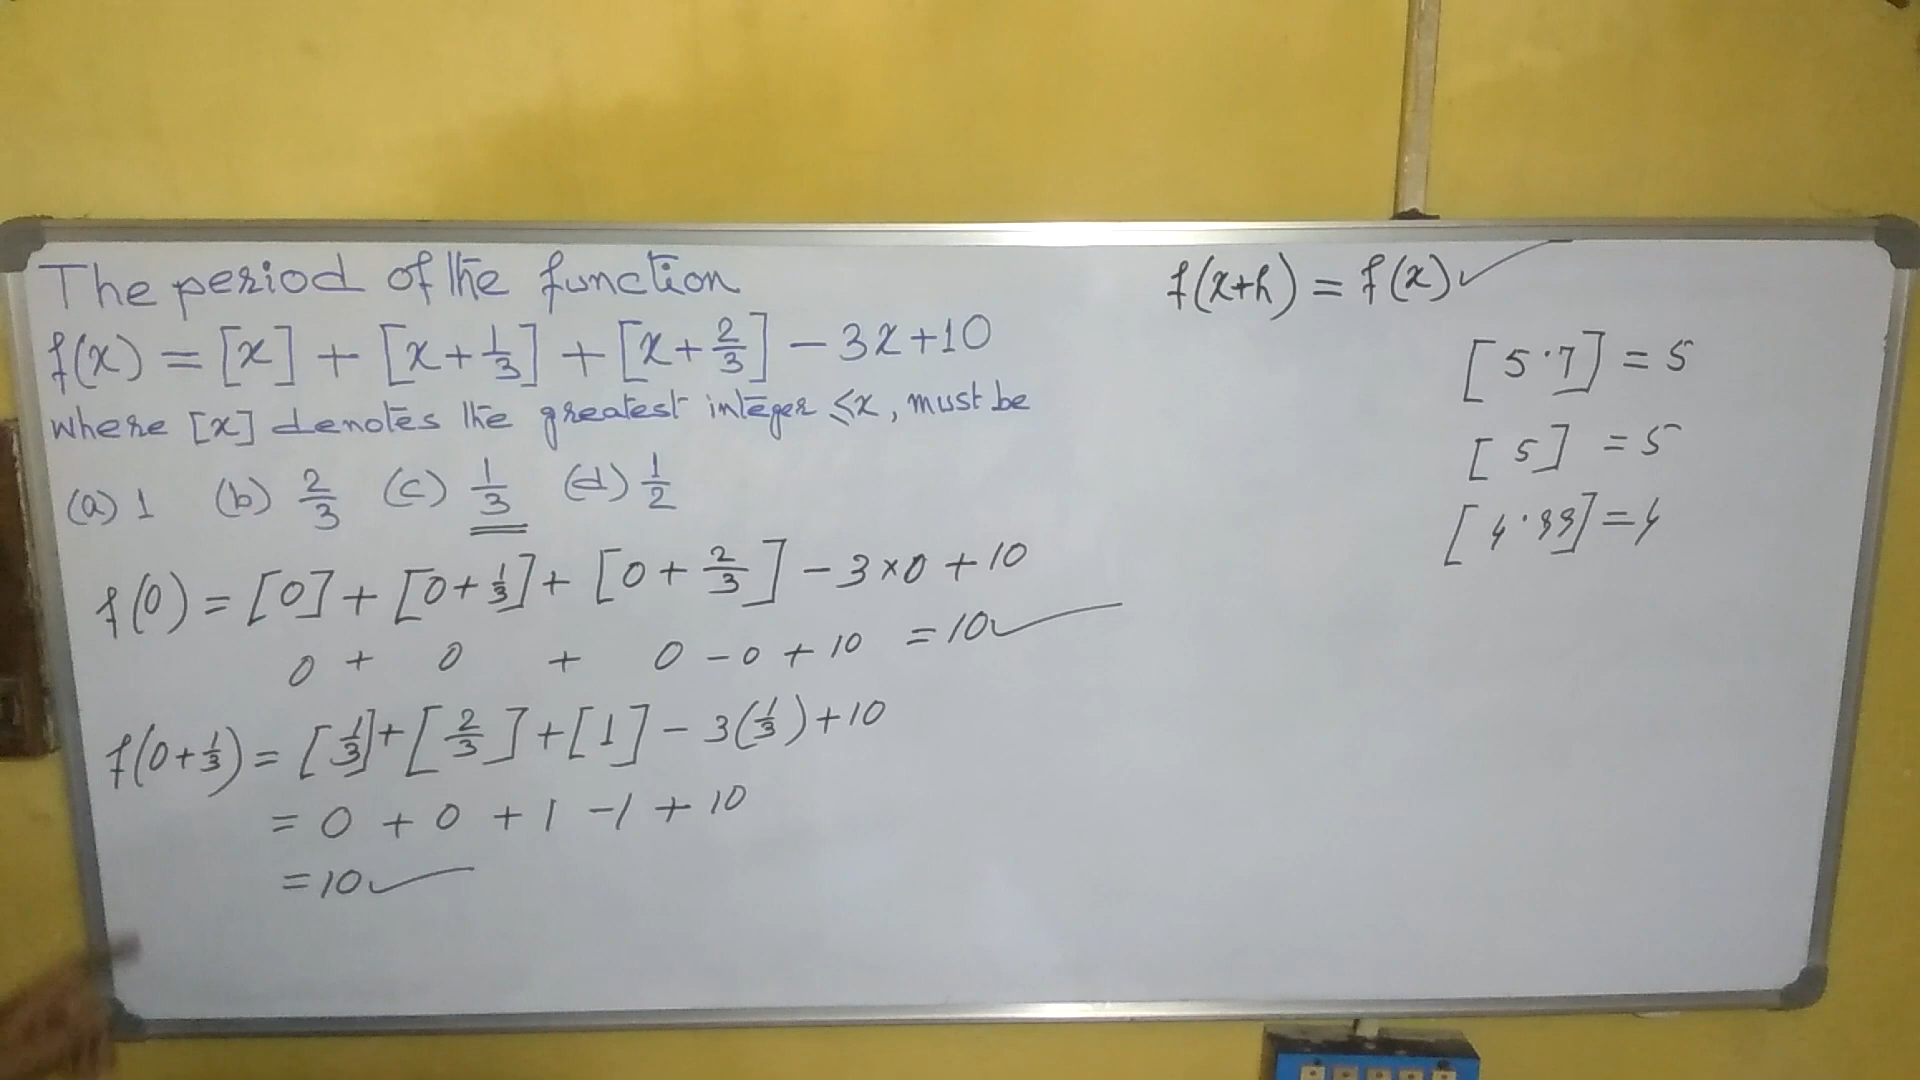 The period of the function
f(x) = [x] + [x + 1/3] + [x + 2/3] - 3x + 10
where [x] denotes the greatest integer ≤x, must be
(a) 1 (b) 2/3 (c) 1/3 (d) 1/2
f(0) = [0] + [0 + 1/3] + [0 + 2/3] - 3×0 + 10
0 + 0 + 0 - 0 + 10 = 10
f(0 + 1/3) = [1/3] + [2/3] + [1] - 3(1/3) + 10
= 0 + 0 + 1 - 1 + 10
= 10
f(x+h) = f(x)
[5.7] = 5
[5] = 5
[4.99] = 4